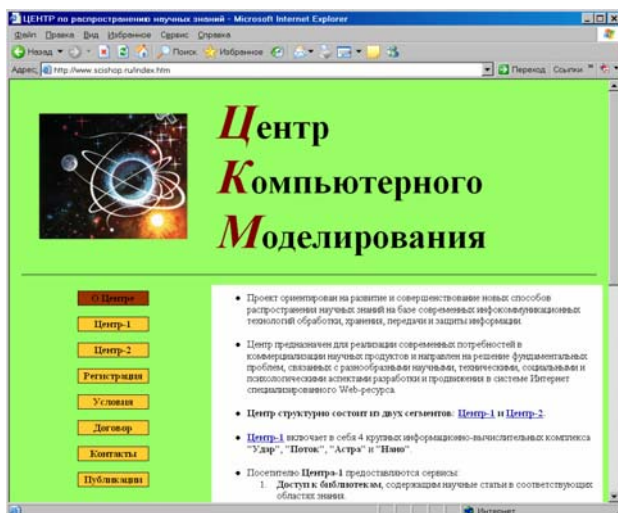 ЦЕНТР по распространению научных знаний - Microsoft Internet Explorer
Файл Правка Вид Избранное Сервис Справка
Назад Поиск Избранное
Адрес: http://www.scishop.ru/index.htm Переход Ссылки
Центр
Компьютерного
Моделирования
О Центре
Центр-1
Центр-2
Регистрация
Условия
Договор
Контакты
Публикации
Проект ориентирован на развитие и совершенствование новых способов
распространения научных знаний на базе современных инфокоммуникационных
технологий обработки, хранения, передачи и защиты информации.
Центр предназначен для реализации современных потребностей в
коммерциализации научных продуктов и направлен на решение фундаментальных
проблем, связанных с разнообразными научными, техническими, социальными и
психологическими аспектами разработки и продвижения в системе Интернет
специализированного Web-ресурса.
Центр структурно состоит из двух сегментов: Центр-1 и Центр-2.
Центр-1 включает в себя 4 крупных информационно-вычислительных комплекса
"Удар", "Поток", "Астра" и "Нано".
Посетителю Центра-1 предоставляются сервисы:
1. Доступ к библиотекам, содержащим научные статьи в соответствующих
областях знания.
Интернет